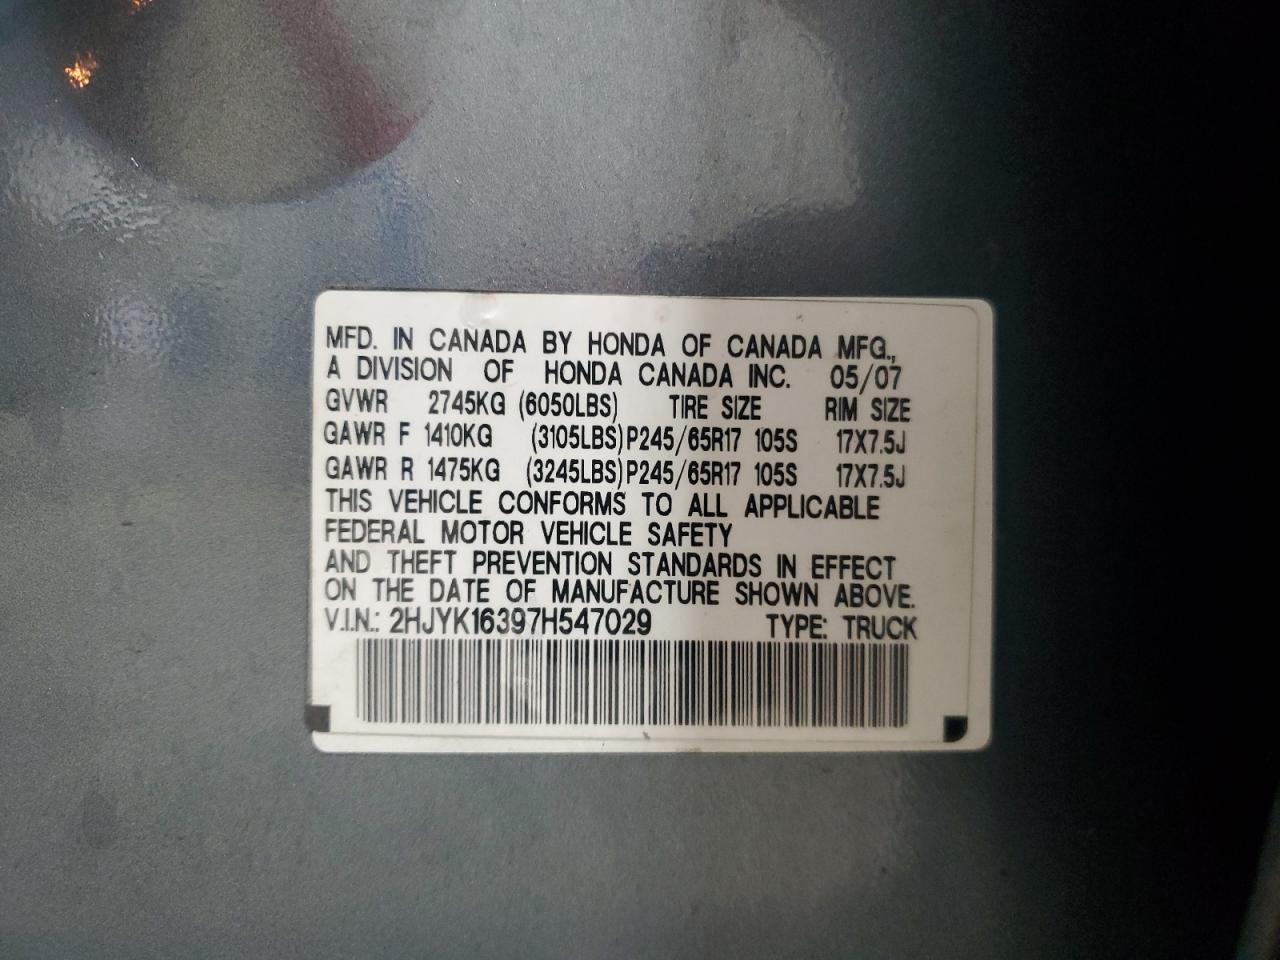 MFD. IN CANADA BY HONDA OF CANADA MFG.,
A DIVISION OF HONDA CANADA INC. 05/07
GVWR 2745KG (6050LBS) TIRE SIZE RIM SIZE
GAWR F 1410KG (3105LBS) P245/65R17 105S 17X7.5J
GAWR R 1475KG (3245LBS) P245/65R17 105S 17X7.5J
THIS VEHICLE CONFORMS TO ALL APPLICABLE
FEDERAL MOTOR VEHICLE SAFETY
AND THEFT PREVENTION STANDARDS IN EFFECT
ON THE DATE OF MANUFACTURE SHOWN ABOVE.
V.I.N.: 2HJYK16397H547029 TYPE: TRUCK